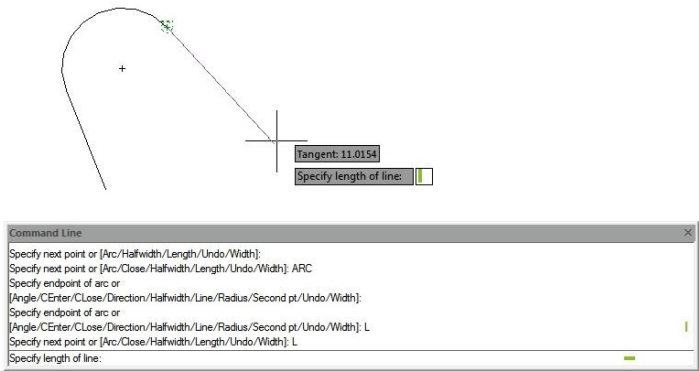 Tangent: 11.0154
Specify length of line:
Command Line
Specify next point or [Arc/Halfwidth/Length/Undo/Width]:
Specify next point or [Arc/Close/Halfwidth/Length/Undo/Width]: ARC
Specify endpoint of arc or
[Angle/CEnter/CLose/Direction/Halfwidth/Line/Radius/Second pt/Undo/Width]:
Specify endpoint of arc or
[Angle/CEnter/CLose/Direction/Halfwidth/Line/Radius/Second pt/Undo/Width]: L
Specify next point or [Arc/Close/Halfwidth/Length/Undo/Width]: L
Specify length of line: